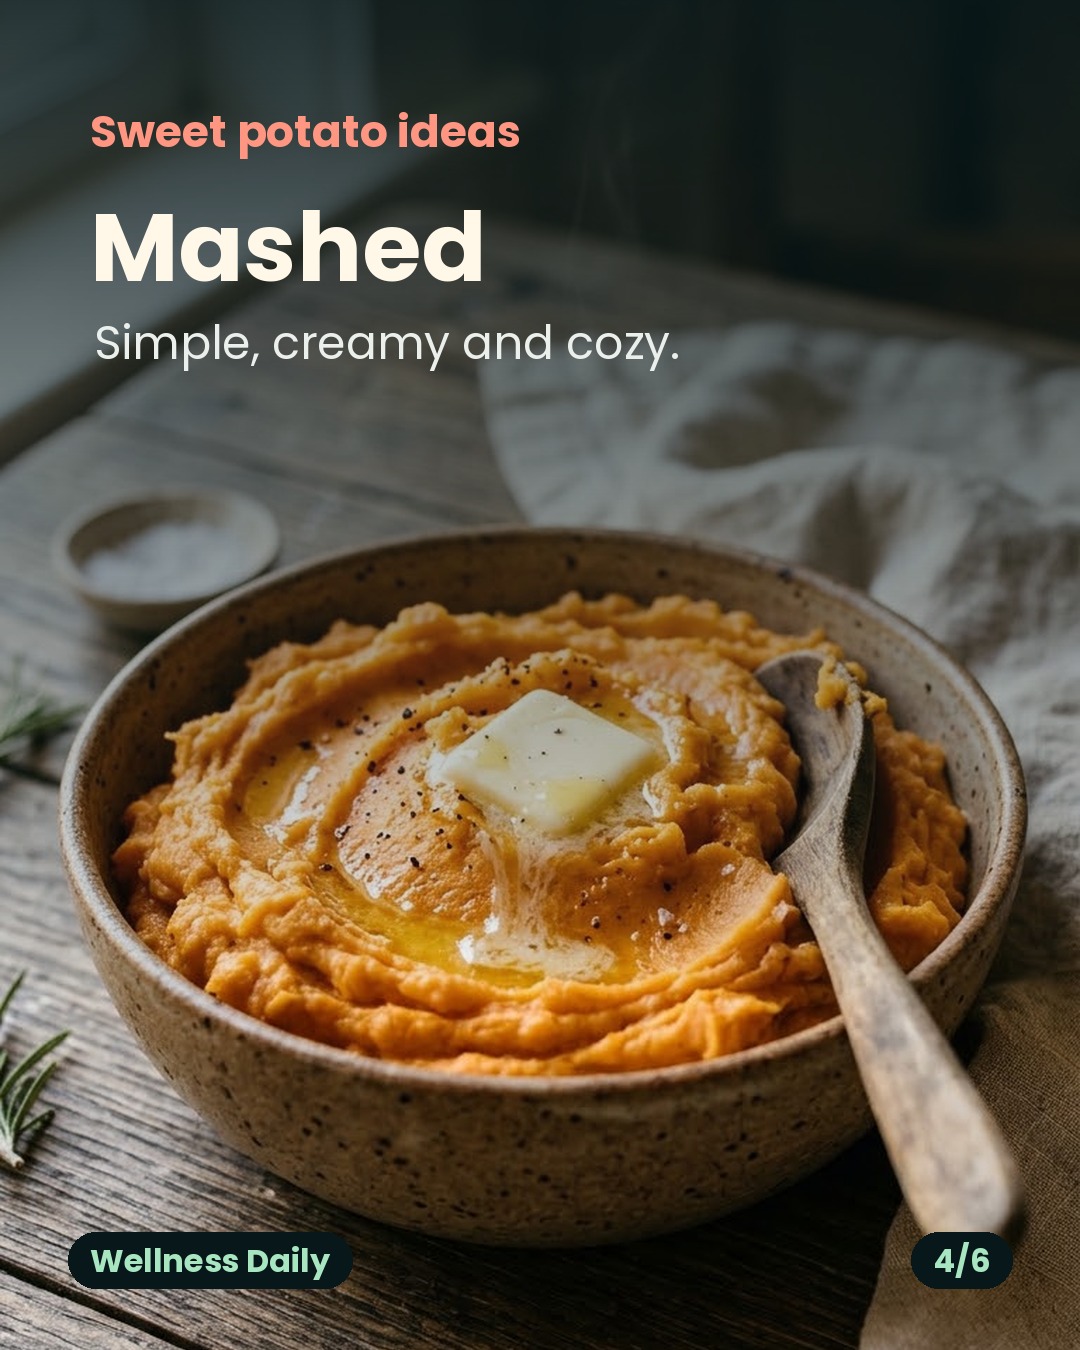 Sweet potato ideas
Mashed
Simple, creamy and cozy.
Wellness Daily
4/6